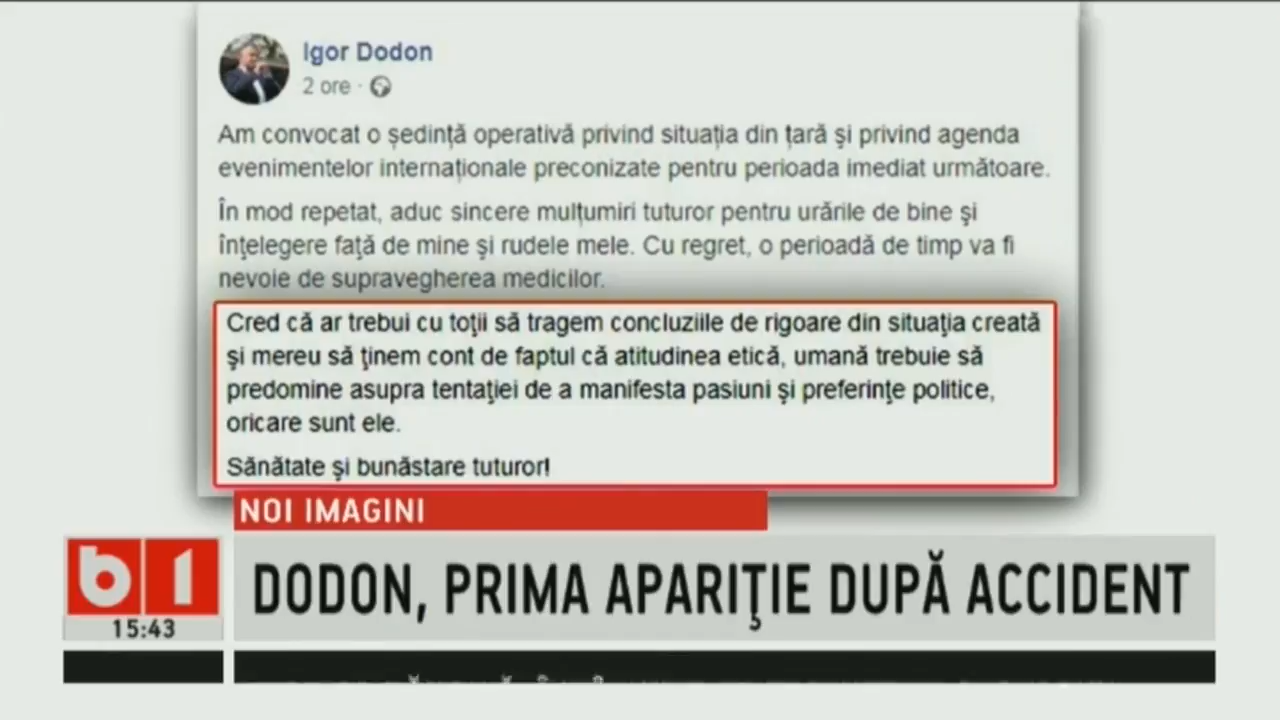 Igor Dodon
2 ore ·
Am convocat o ședință operativă privind situația din țară și privind agenda
evenimentelor internaționale preconizate pentru perioada imediat următoare.
În mod repetat, aduc sincere mulțumiri tuturor pentru urările de bine şi
înţelegere faţă de mine şi rudele mele. Cu regret, o perioadă de timp va fi
nevoie de supravegherea medicilor.
Cred că ar trebui cu toţii să tragem concluziile de rigoare din situaţia creată
şi mereu să ţinem cont de faptul că atitudinea etică, umană trebuie să
predomine asupra tentaţiei de a manifesta pasiuni şi preferinţe politice,
oricare sunt ele.
Sănătate şi bunăstare tuturor!
NOI IMAGINI
b1
DODON, PRIMA APARIŢIE DUPĂ ACCIDENT
15:43